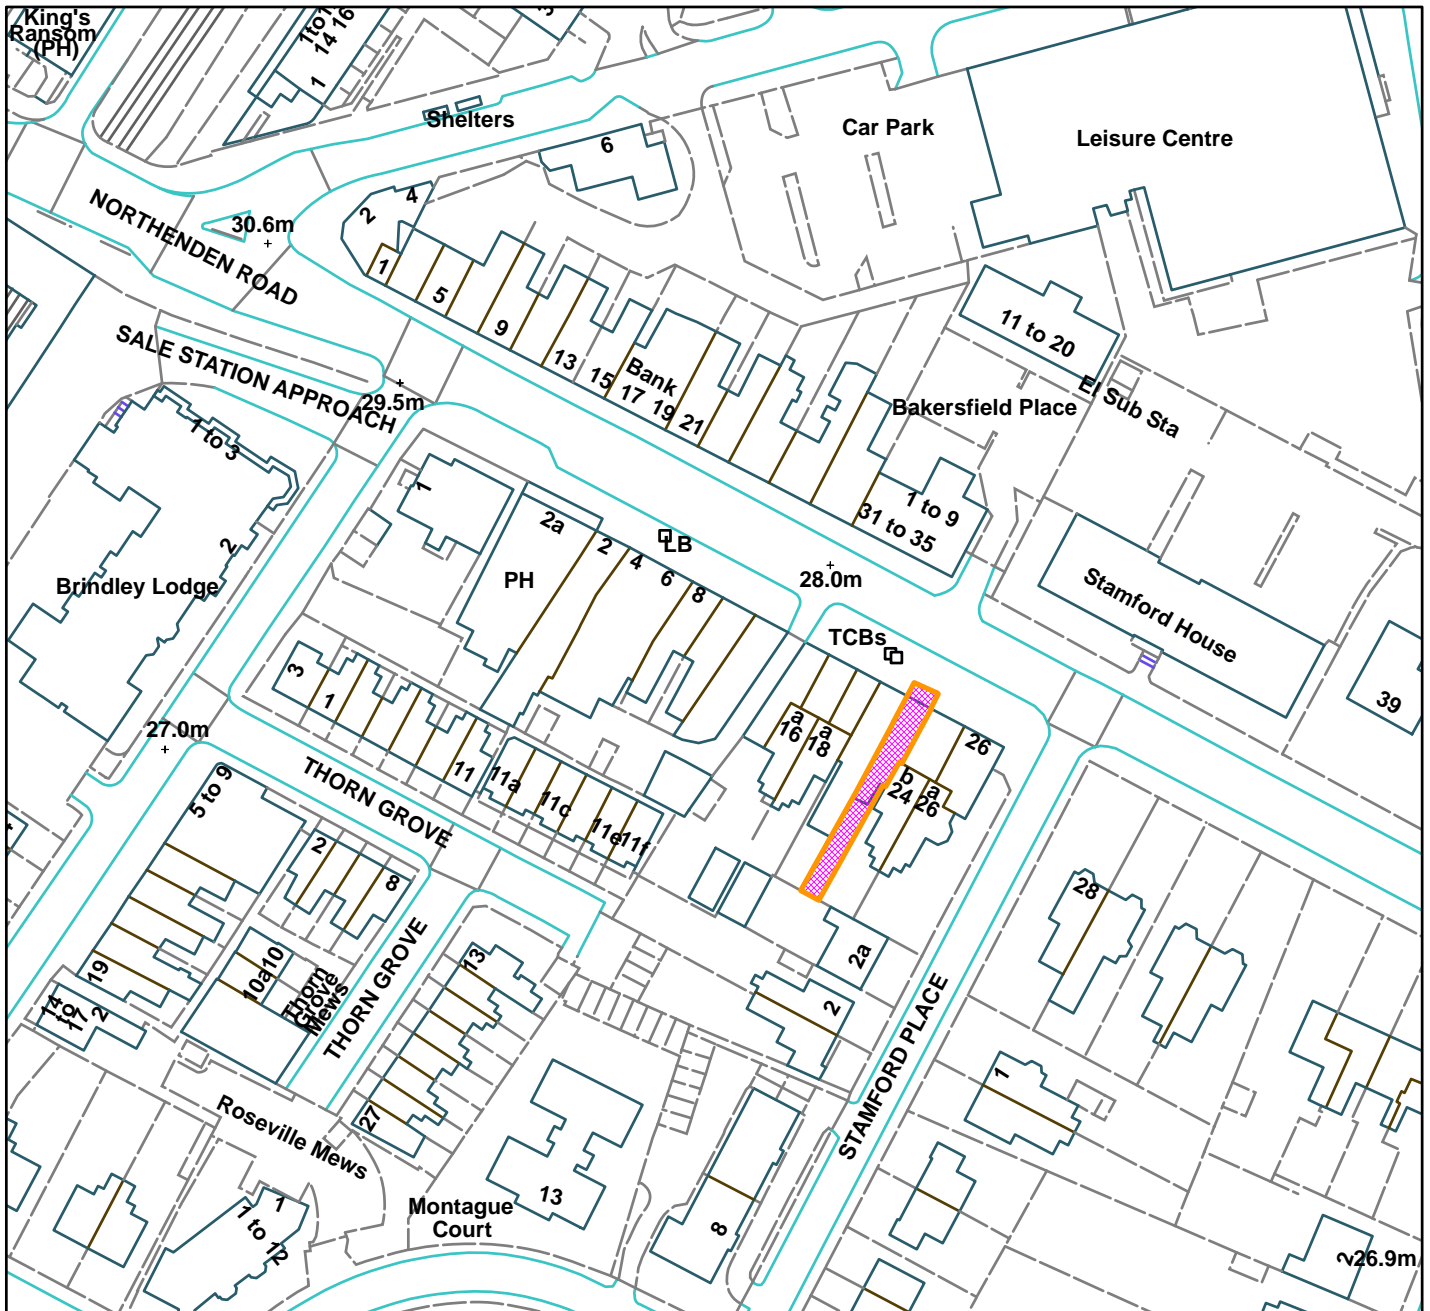 King's
Ransom
(PH)
1to1
14 16
1
Shelters
6
Car Park
Leisure Centre
2
4
NORTHENDEN ROAD
30.6m
1
5
9
13
15
Bank
17
19
21
11 to 20
El Sub Sta
Bakersfield Place
SALE STATION APPROACH
29.5m
1 to 3
2
Brindley Lodge
1
2a
PH
2
4
6
8
LB
28.0m
1 to 9
31 to 35
Stamford House
39
TCBs
3
1
11
11a
11c
11e
11f
a
16
a
18
26
b
24
a
26
27.0m
THORN GROVE
5 to 9
2
8
19
10a
10
Thorn
Grove
Mews
THORN GROVE
14
to
17
2
13
27
2a
2
28
STAMFORD PLACE
1
Roseville Mews
Montague
Court
13
8
1
1 to 12
2
26.9m